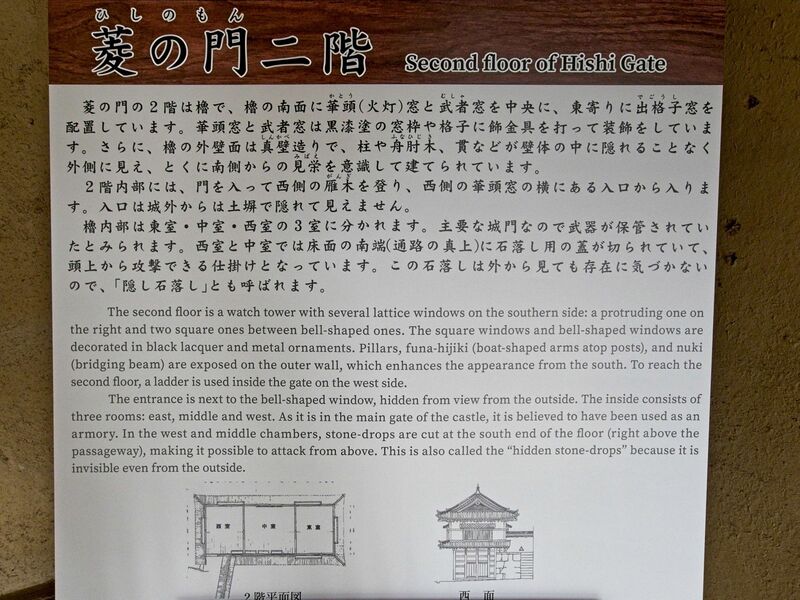 ひしのもん
菱の門二階 Second floor of Hishi Gate
かとう むしゃ でごうし
菱の門の2階は櫓で、櫓の南面に華頭(火灯)窓と武者窓を中央に、東寄りに出格子窓を
配置しています。華頭窓と武者窓は黒漆塗の窓枠や格子に飾金具を打って装飾をしていま
しんかべ ふなひじき
す。さらに、櫓の外壁面は真壁造りで、柱や舟肘木、貫などが壁体の中に隠れることなく
みばえ
外側に見え、とくに南側からの見栄を意識して建てられています。
がんぎ
2階内部には、門を入って西側の雁木を登り、西側の華頭窓の横にある入口から入りま
す。入口は城外からは土塀で隠れて見えません。
櫓内部は東室・中室・西室の3室に分かれます。主要な城門なので武器が保管されてい
たとみられます。西室と中室では床面の南端(通路の真上)に石落し用の蓋が切られていて、
頭上から攻撃できる仕掛けとなっています。この石落しは外から見ても存在に気づかない
ので、「隠し石落し」とも呼ばれます。
The second floor is a watch tower with several lattice windows on the southern side: a protruding one on
the right and two square ones between bell-shaped ones. The square windows and bell-shaped windows are
decorated in black lacquer and metal ornaments. Pillars, funa-hijiki (boat-shaped arms atop posts), and nuki
(bridging beam) are exposed on the outer wall, which enhances the appearance from the south. To reach the
second floor, a ladder is used inside the gate on the west side.
The entrance is next to the bell-shaped window, hidden from view from the outside. The inside consists of
three rooms: east, middle and west. As it is in the main gate of the castle, it is believed to have been used as an
armory. In the west and middle chambers, stone-drops are cut at the south end of the floor (right above the
passageway), making it possible to attack from above. This is also called the “hidden stone-drops” because it is
invisible even from the outside.
西室 中室 東室
2階平面図 西面